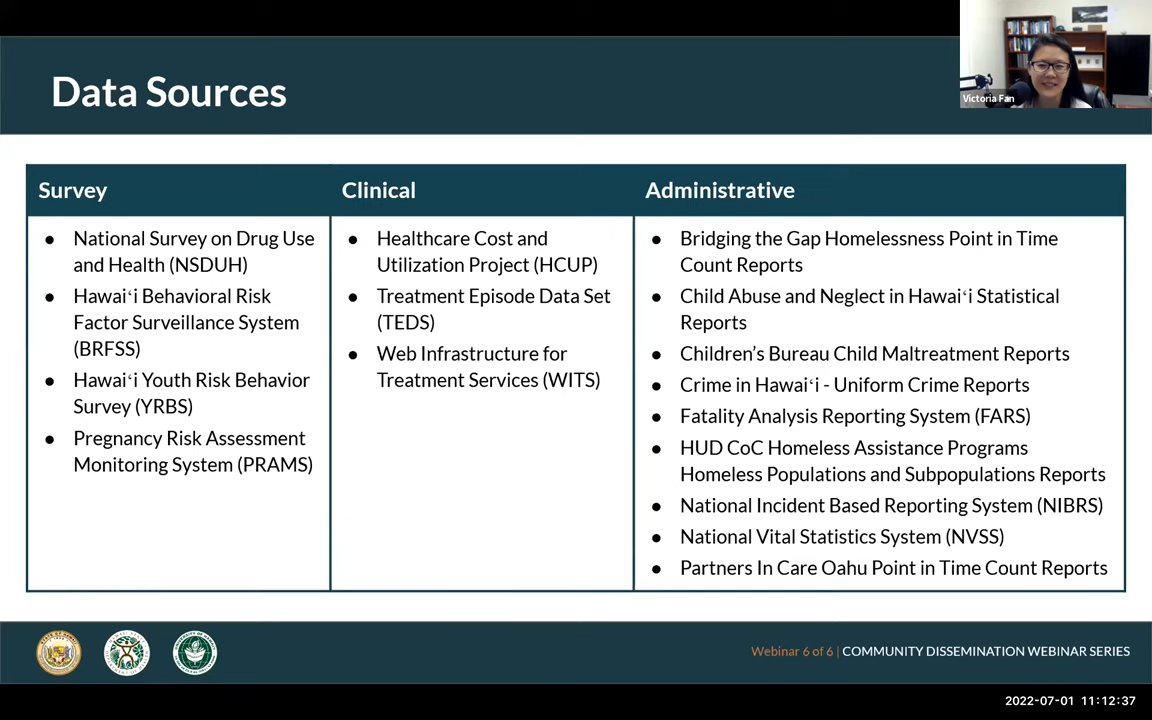 Data Sources
Victoria Fan
Survey
● National Survey on Drug Use
and Health (NSDUH)
● Hawaiʻi Behavioral Risk
Factor Surveillance System
(BRFSS)
● Hawaiʻi Youth Risk Behavior
Survey (YRBS)
● Pregnancy Risk Assessment
Monitoring System (PRAMS)
Clinical
● Healthcare Cost and
Utilization Project (HCUP)
● Treatment Episode Data Set
(TEDS)
● Web Infrastructure for
Treatment Services (WITS)
Administrative
● Bridging the Gap Homelessness Point in Time
Count Reports
● Child Abuse and Neglect in Hawaiʻi Statistical
Reports
● Children’s Bureau Child Maltreatment Reports
● Crime in Hawaiʻi - Uniform Crime Reports
● Fatality Analysis Reporting System (FARS)
● HUD CoC Homeless Assistance Programs
Homeless Populations and Subpopulations Reports
● National Incident Based Reporting System (NIBRS)
● National Vital Statistics System (NVSS)
● Partners In Care Oahu Point in Time Count Reports
Webinar 6 of 6 | COMMUNITY DISSEMINATION WEBINAR SERIES
2022-07-01 11:12:37